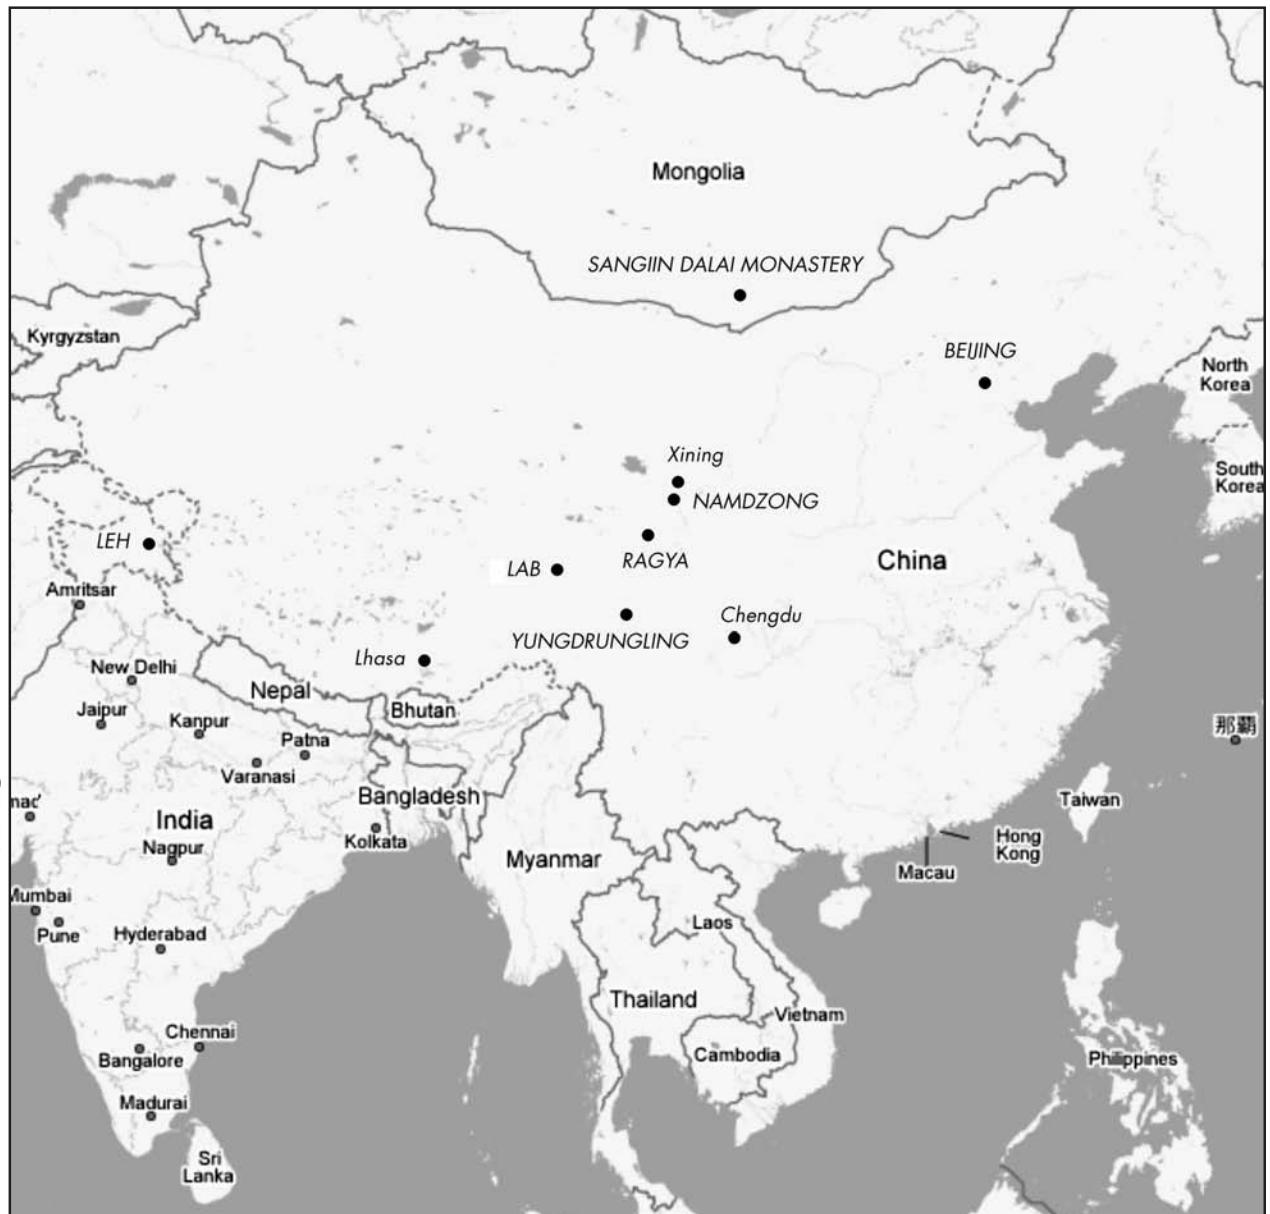 Mongolia
SANGIIN DALAI MONASTERY
Kyrgyzstan
BEIJING
North
Korea
Xining
South
Korea
NAMDZONG
LEH
RAGYA
China
LAB
Amritsar
Chengdu
YUNGDRUNGLING
Lhasa
New Delhi
Nepal
Jaipur
Bhutan
Kanpur
那覇
Patna
Varanasi
Bangladesh
Taiwan
mac'
India
Hong
Kong
Kolkata
Nagpur
Myanmar
Macau
Mumbai
Laos
Pune
Hyderabad
Thailand
Vietnam
Chennai
Cambodia
Philippines
Bangalore
Madurai
Sri
Lanka